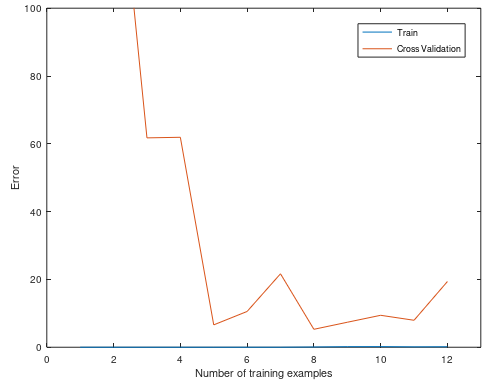 100
80
60
40
20
0
Error
0 2 4 6 8 10 12
Number of training examples
Train
Cross Validation